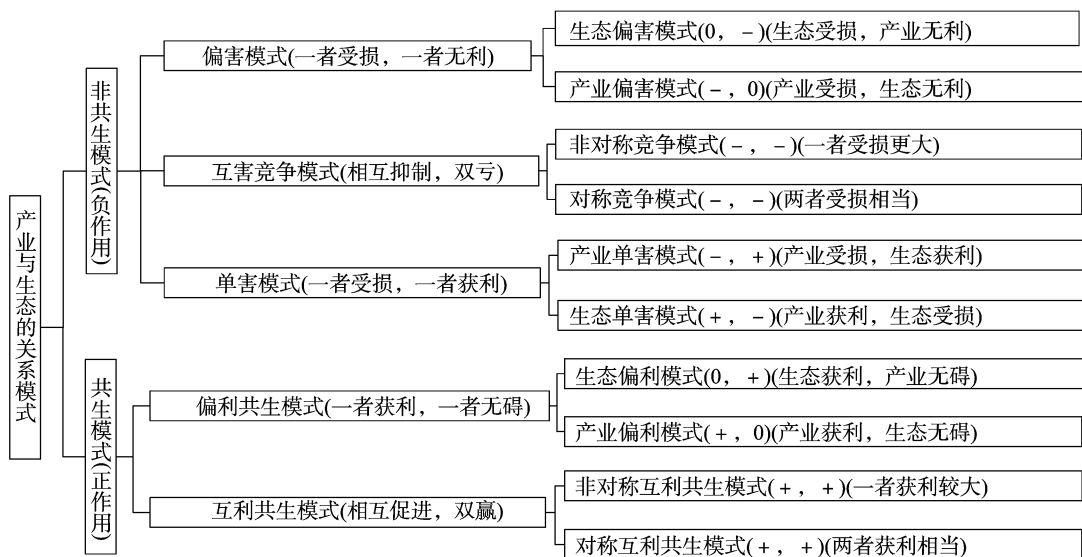 产业与生态的关系模式
非共生模式(负作用)
偏害模式(一者受损，一者无利)
生态偏害模式(0，-)(生态受损，产业无利)
产业偏害模式(-，0)(产业受损，生态无利)
互害竞争模式(相互抑制，双亏)
非对称竞争模式(-，-)(一者受损更大)
对称竞争模式(-，-)(两者受损相当)
单害模式(一者受损，一者获利)
产业单害模式(-，+)(产业受损，生态获利)
生态单害模式(+，-)(产业获利，生态受损)
共生模式(正作用)
偏利共生模式(一者获利，一者无碍)
生态偏利模式(0，+)(生态获利，产业无碍)
产业偏利模式(+，0)(产业获利，生态无碍)
互利共生模式(相互促进，双赢)
非对称互利共生模式(+，+)(一者获利较大)
对称互利共生模式(+，+)(两者获利相当)